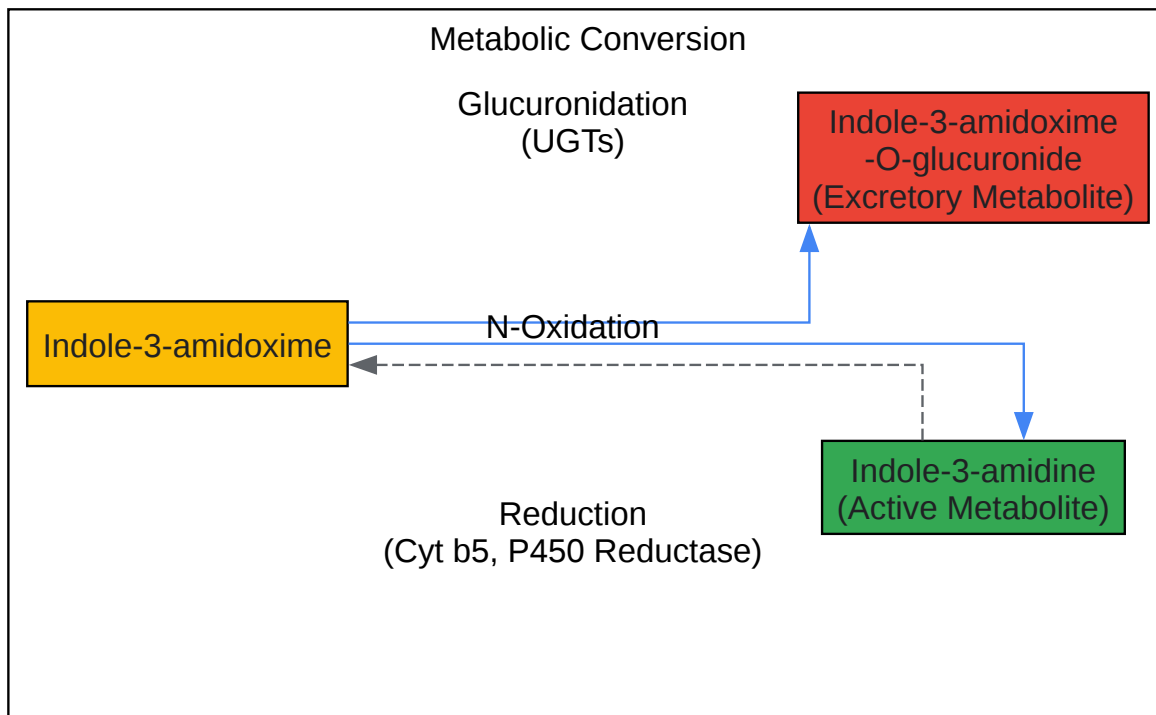 Metabolic Conversion
Glucuronidation
(UGTs)
Indole-3-amidoxime
-O-glucuronide
(Excretory Metabolite)
N-Oxidation
Indole-3-amidoxime
Indole-3-amidine
(Active Metabolite)
Reduction
(Cyt b5, P450 Reductase)